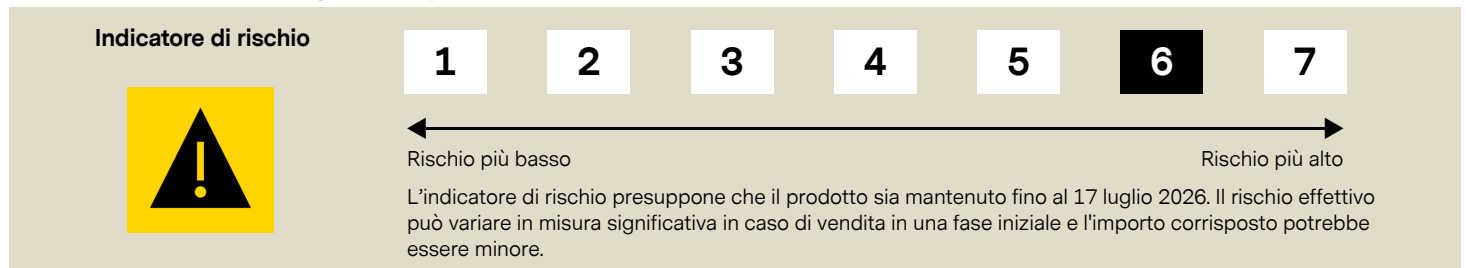 Indicatore di rischio
1 2 3 4 5 6 7
Rischio più basso Rischio più alto
L'indicatore di rischio presuppone che il prodotto sia mantenuto fino al 17 luglio 2026. Il rischio effettivo
può variare in misura significativa in caso di vendita in una fase iniziale e l'importo corrisposto potrebbe
essere minore.